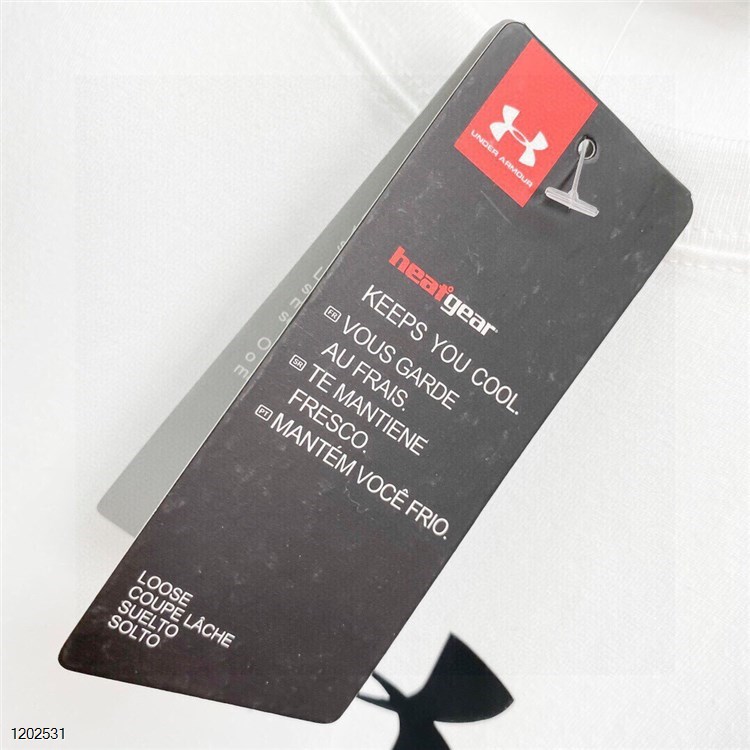 UNDER ARMOUR
heatgear
KEEPS YOU COOL.
FR VOUS GARDE
AU FRAIS.
SR TE MANTIENE
FRESCO.
PT MANTÉM VOCÊ FRIO.
LOOSE
COUPE LÂCHE
SUELTO
SOLTO
1202531